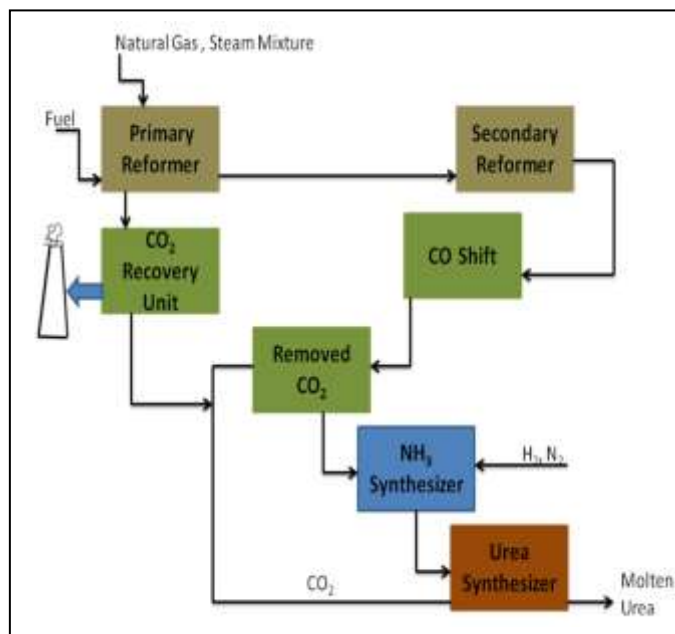 Natural Gas , Steam Mixture
Fuel
Primary
Reformer
Secondary
Reformer
CO₂
Recovery
Unit
CO Shift
Removed
CO₂
NH₃
Synthesizer
H₂, N₂
Urea
Synthesizer
CO₂
Molten
Urea